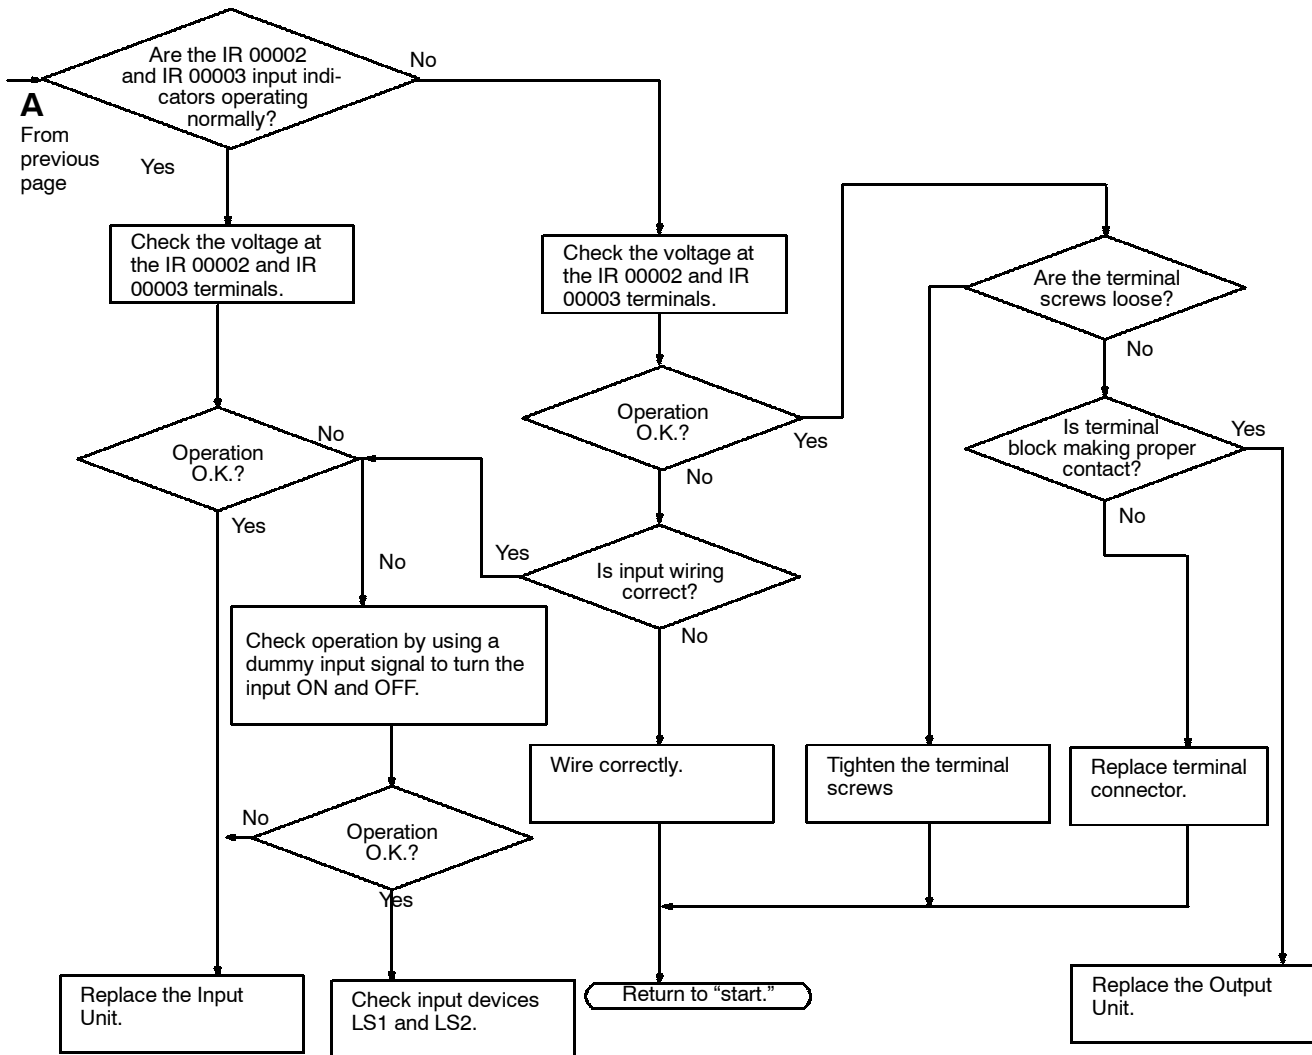 Are the IR 00002
and IR 00003 input indi-
cators operating
normally?
No
A
From
previous
page
Yes
Check the voltage at
the IR 00002 and IR
00003 terminals.
Check the voltage at
the IR 00002 and IR
00003 terminals.
Are the terminal
screws loose?
No
Operation
O.K.?
No
Yes
Operation
O.K.?
Yes
No
Is terminal
block making proper
contact?
Yes
No
No
Yes
Is input wiring
correct?
No
Check operation by using a
dummy input signal to turn the
input ON and OFF.
Wire correctly.
Tighten the terminal
screws
Replace terminal
connector.
No
Operation
O.K.?
Yes
Replace the Input
Unit.
Check input devices
LS1 and LS2.
Return to “start.”
Replace the Output
Unit.